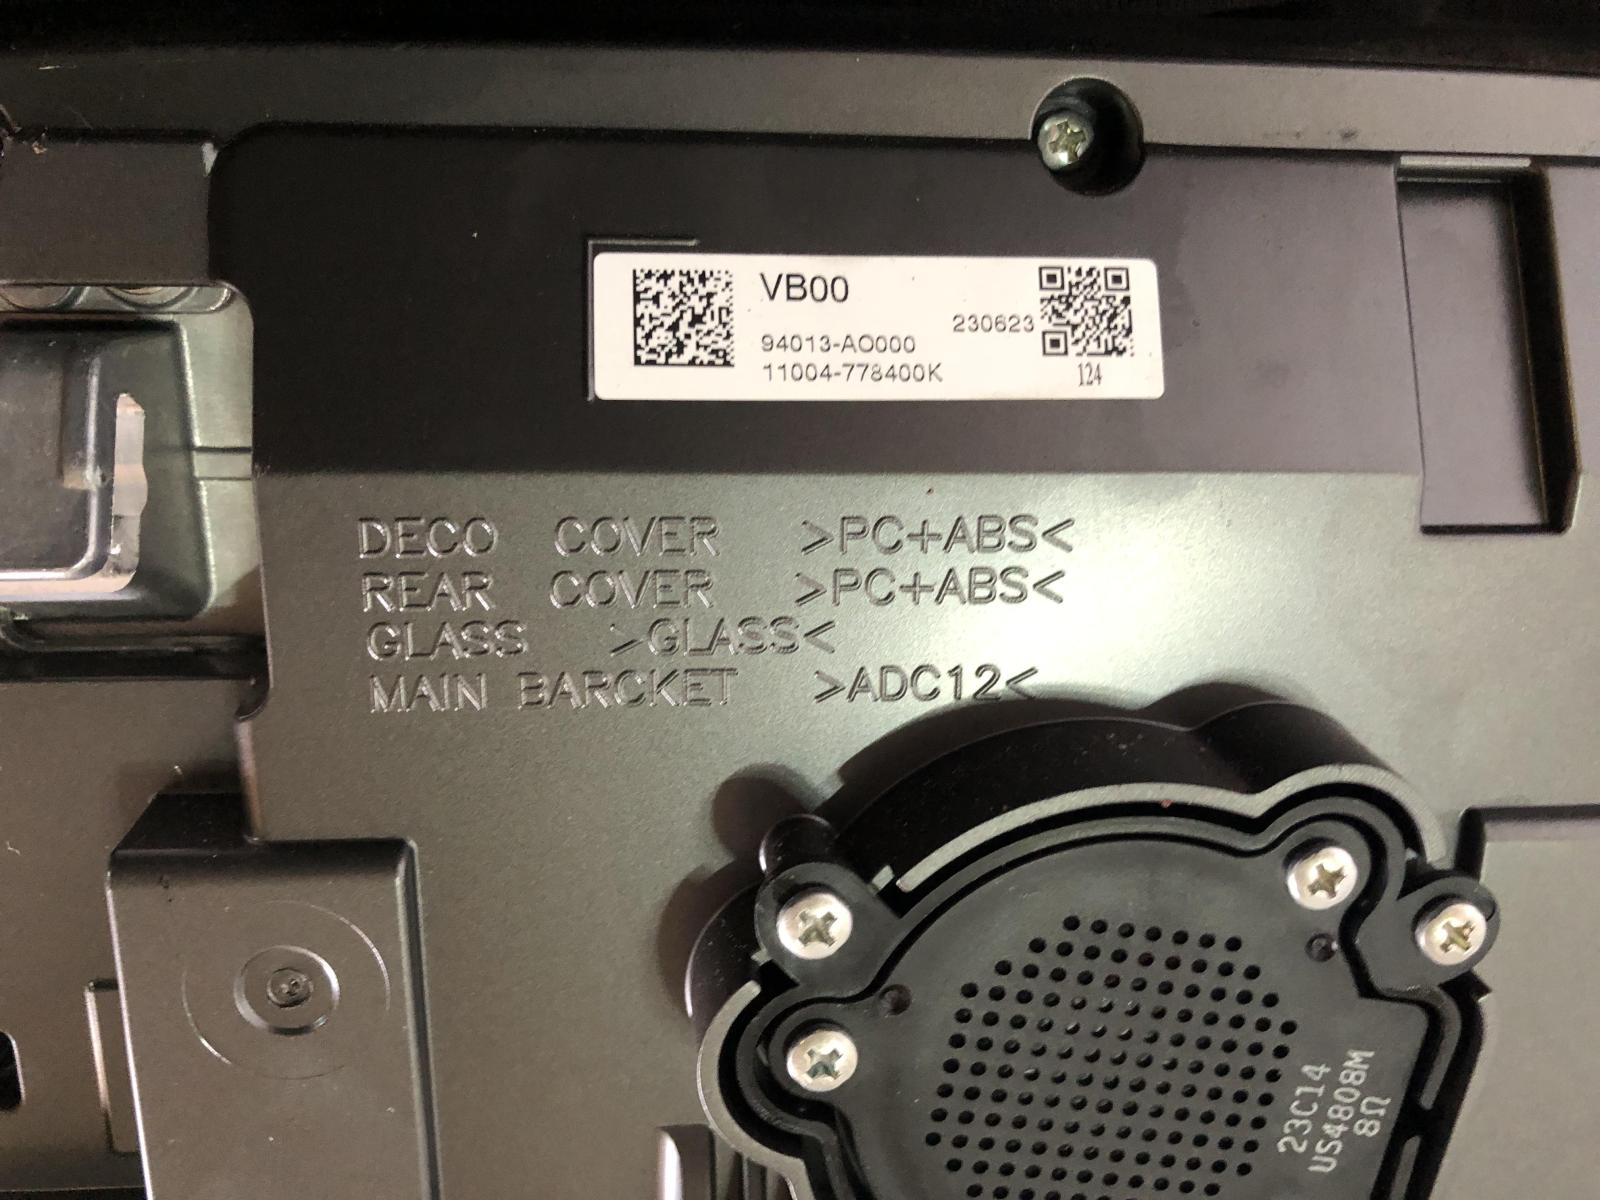 VB00
230623
94013-AO000
11004-778400K
124
DECO COVER >PC+ABS<
REAR COVER >PC+ABS<
GLASS >GLASS<
MAIN BARCKET >ADC12<
23C14
US4808M
8Ω